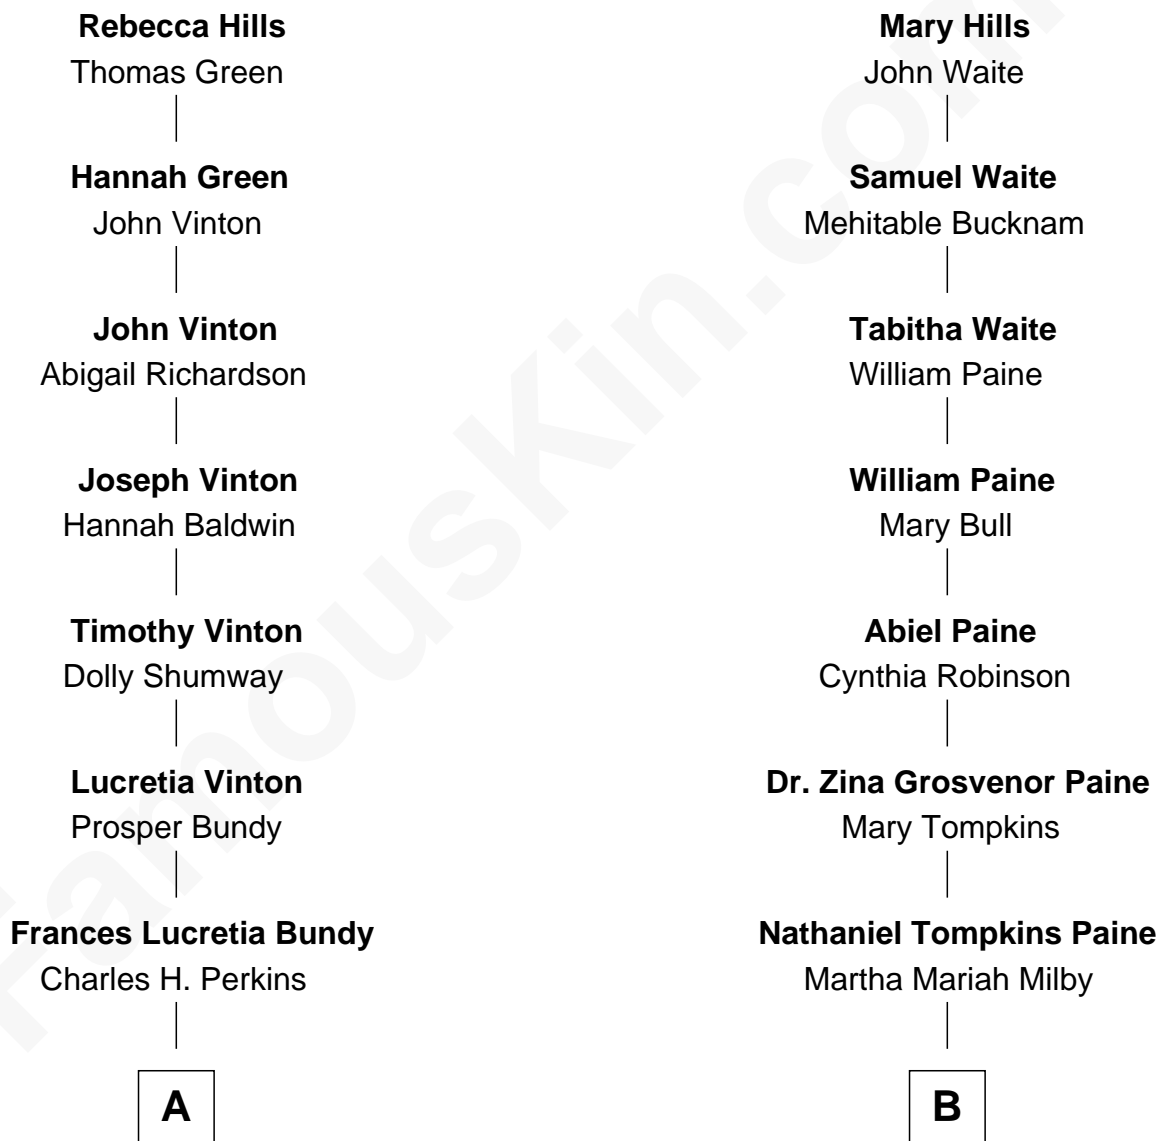 Rebecca Hills
Thomas Green
Hannah Green
John Vinton
John Vinton
Abigail Richardson
Joseph Vinton
Hannah Baldwin
Timothy Vinton
Dolly Shumway
Lucretia Vinton
Prosper Bundy
Frances Lucretia Bundy
Charles H. Perkins
A
Mary Hills
John Waite
Samuel Waite
Mehitable Bucknam
Tabitha Waite
William Paine
William Paine
Mary Bull
Abiel Paine
Cynthia Robinson
Dr. Zina Grosvenor Paine
Mary Tompkins
Nathaniel Tompkins Paine
Martha Mariah Milby
B
FamousKin.com